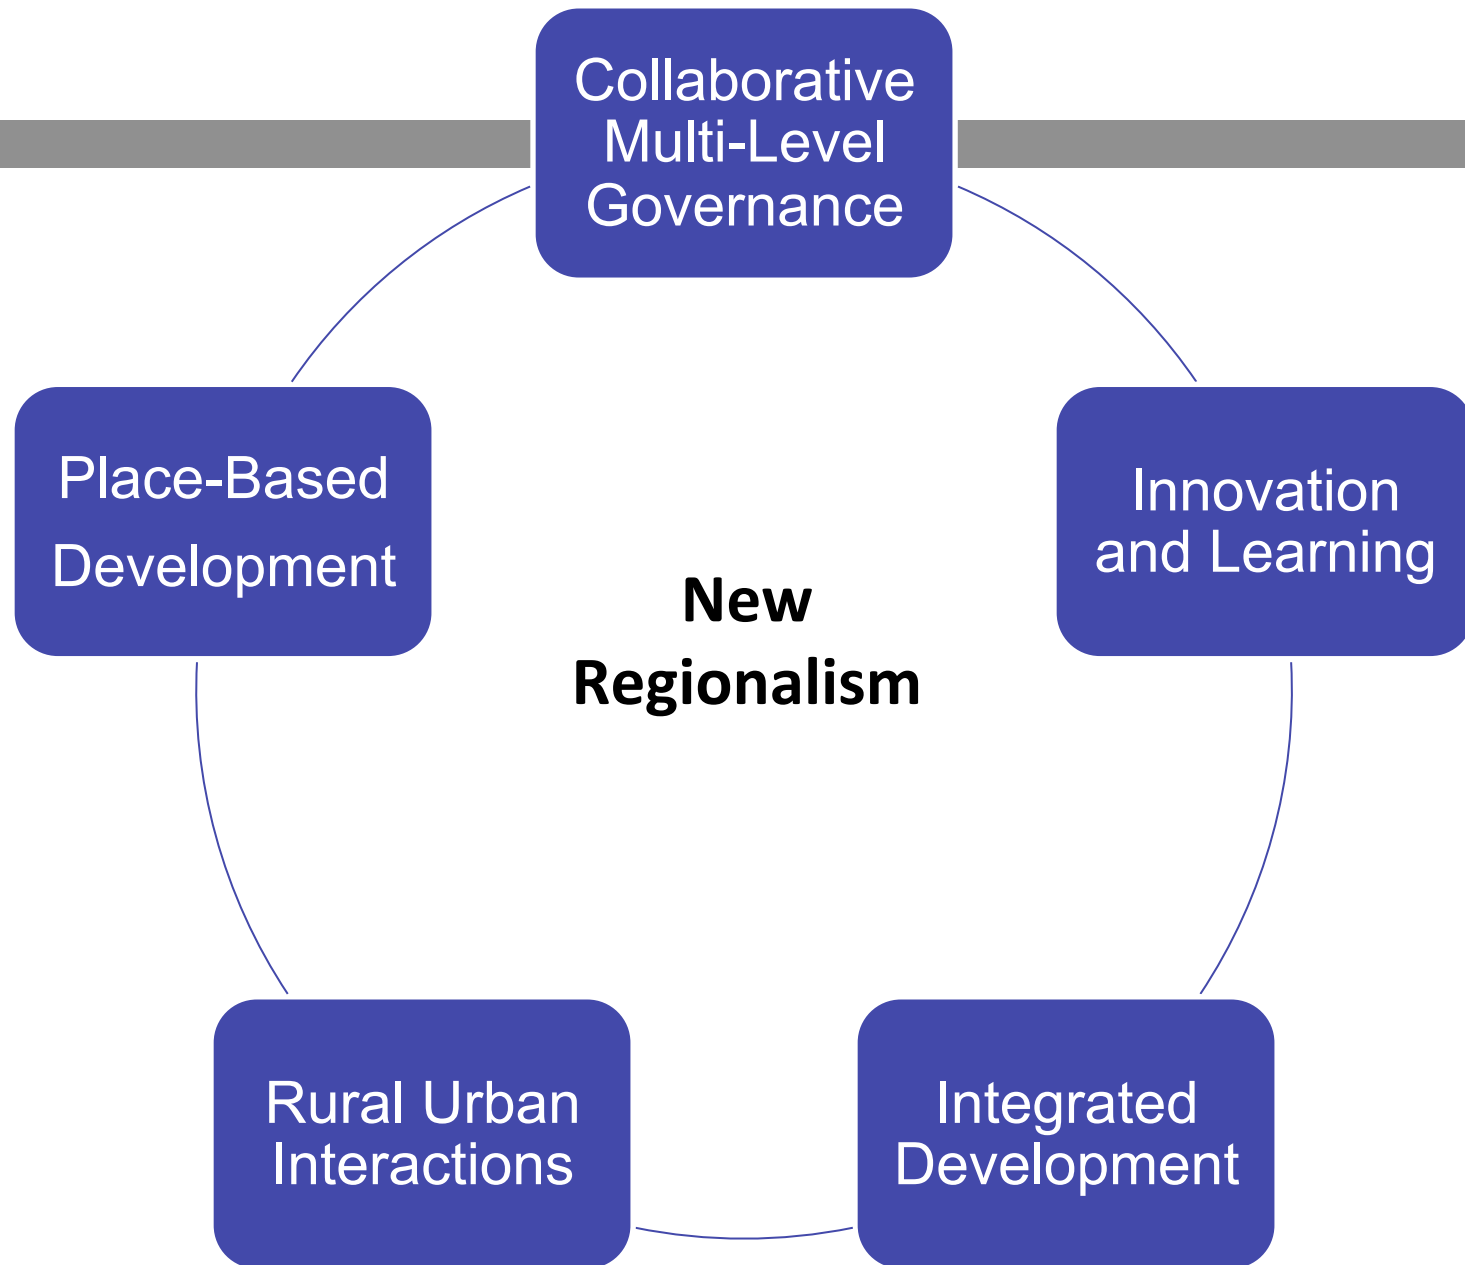 Collaborative
Multi-Level
Governance
Place-Based
Development
Innovation
and Learning
New
Regionalism
Rural Urban
Interactions
Integrated
Development